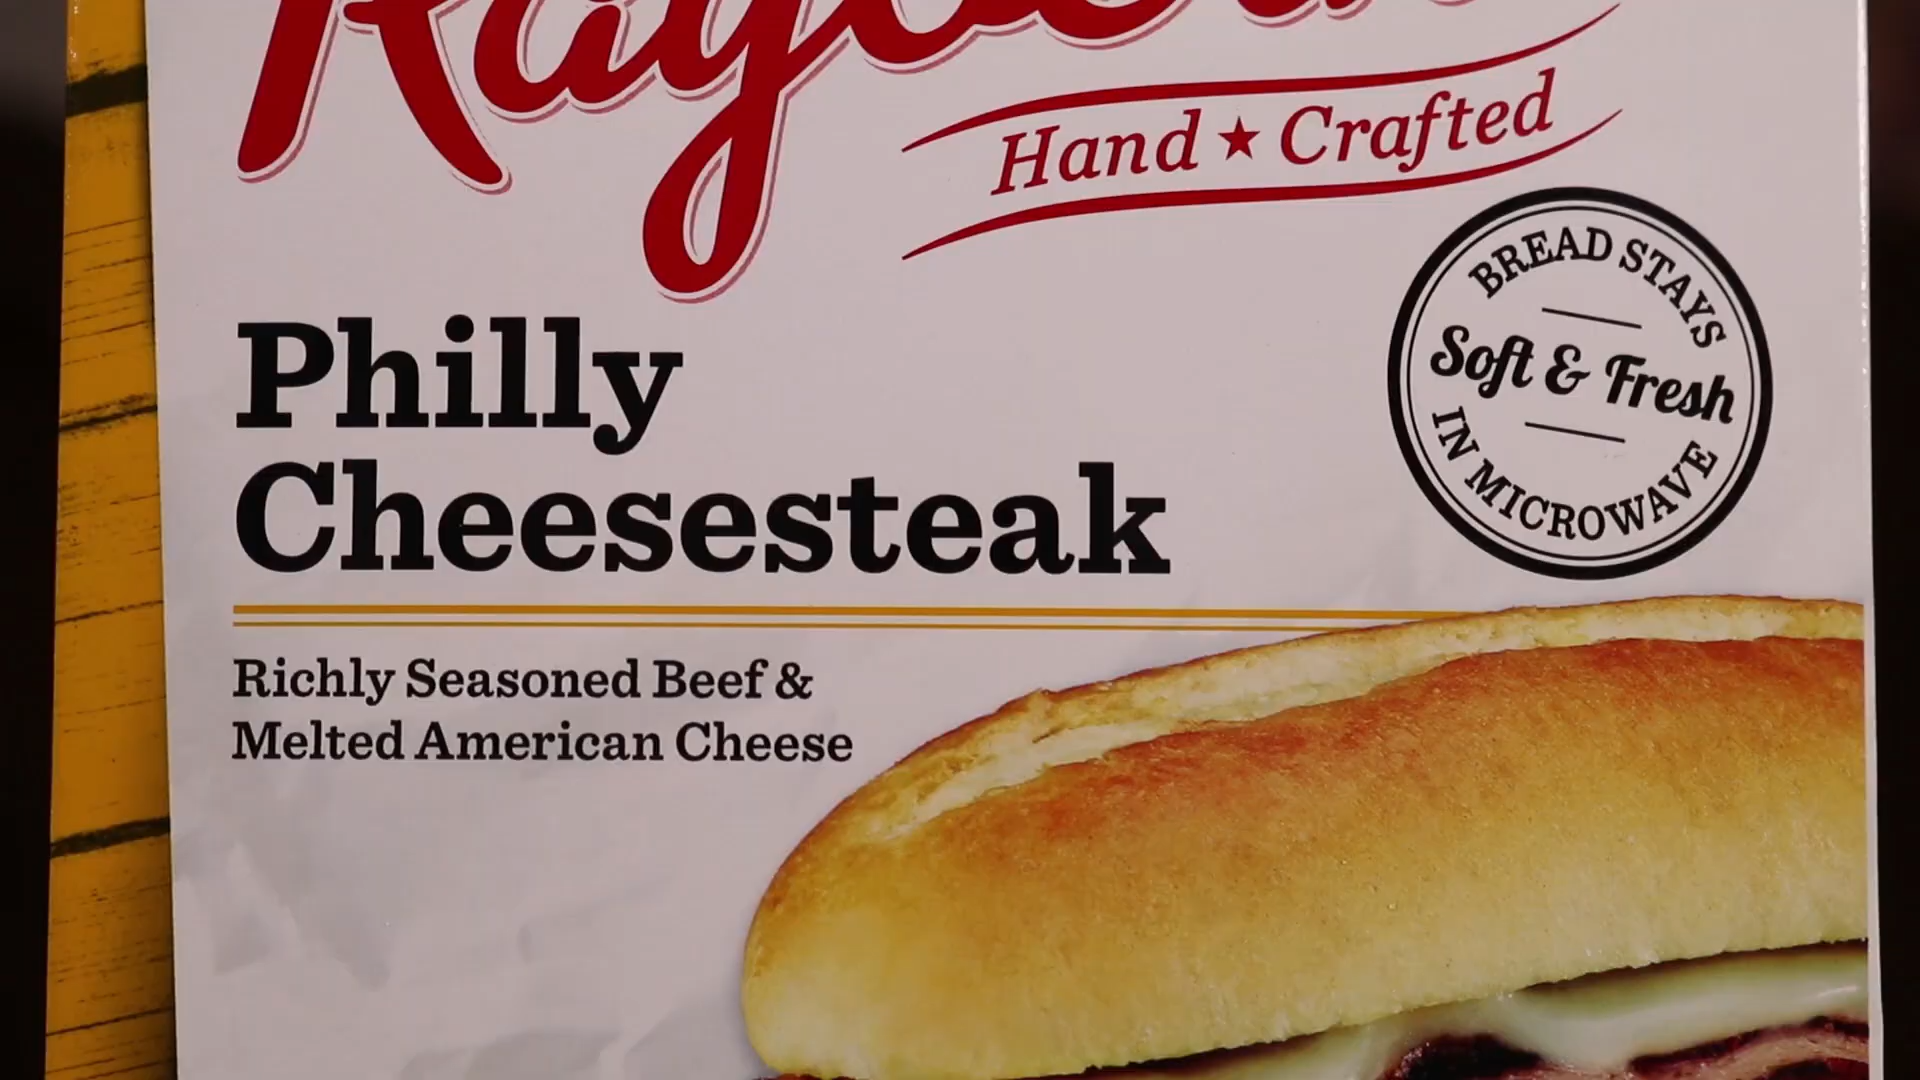 Hand ★ Crafted
BREAD STAYS
Soft & Fresh
IN MICROWAVE
Philly
Cheesesteak
Richly Seasoned Beef &
Melted American Cheese